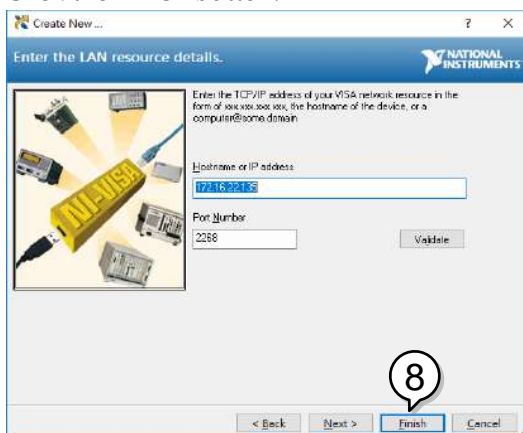 Create New ...
Enter the LAN resource details.
NATIONAL
INSTRUMENTS
Enter the TCP/IP address of your VISA network resource in the
form of xxx.xxx.xxx.xxx, the hostname of the device, or a
computer@some.domain
NI-VISA
Hostname or IP address
172.16.22.135
Port Number
2268
Validate
8
< Back
Next >
Finish
Cancel